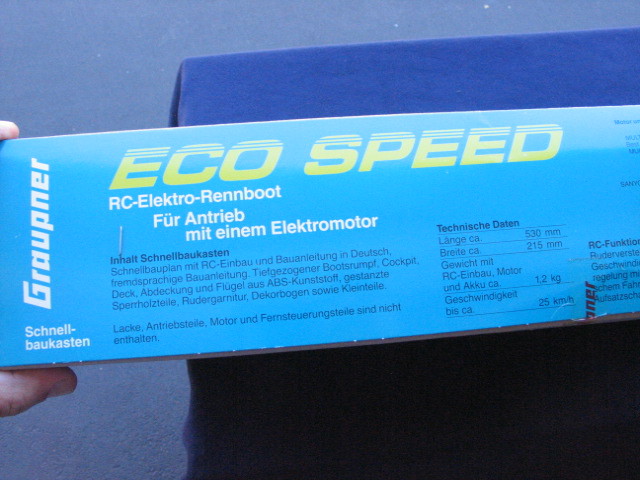 Graupner
Schnell-
baukasten
ECO SPEED
RC-Elektro-Rennboot
Für Antrieb
mit einem Elektromotor
Inhalt Schnellbaukasten
Schnellbauplan mit RC-Einbau und Bauanleitung in Deutsch,
fremdsprachige Bauanleitung. Tiefgezogener Bootsrumpf, Cockpit,
Deck, Abdeckung und Flügel aus ABS-Kunststoff, gestanzte
Sperrholzteile, Rudergarnitur, Dekorbogen sowie Kleinteile.
Lacke, Antriebsteile, Motor und Fernsteuerungsteile sind nicht
enthalten.
Technische Daten
Länge ca. 530 mm
Breite ca. 215 mm
Gewicht mit
RC-Einbau, Motor
und Akku ca. 1,2 kg
Geschwindigkeit
bis ca. 25 km/h
RC-Funktio
Ruderverste
Geschwinde
regelung m